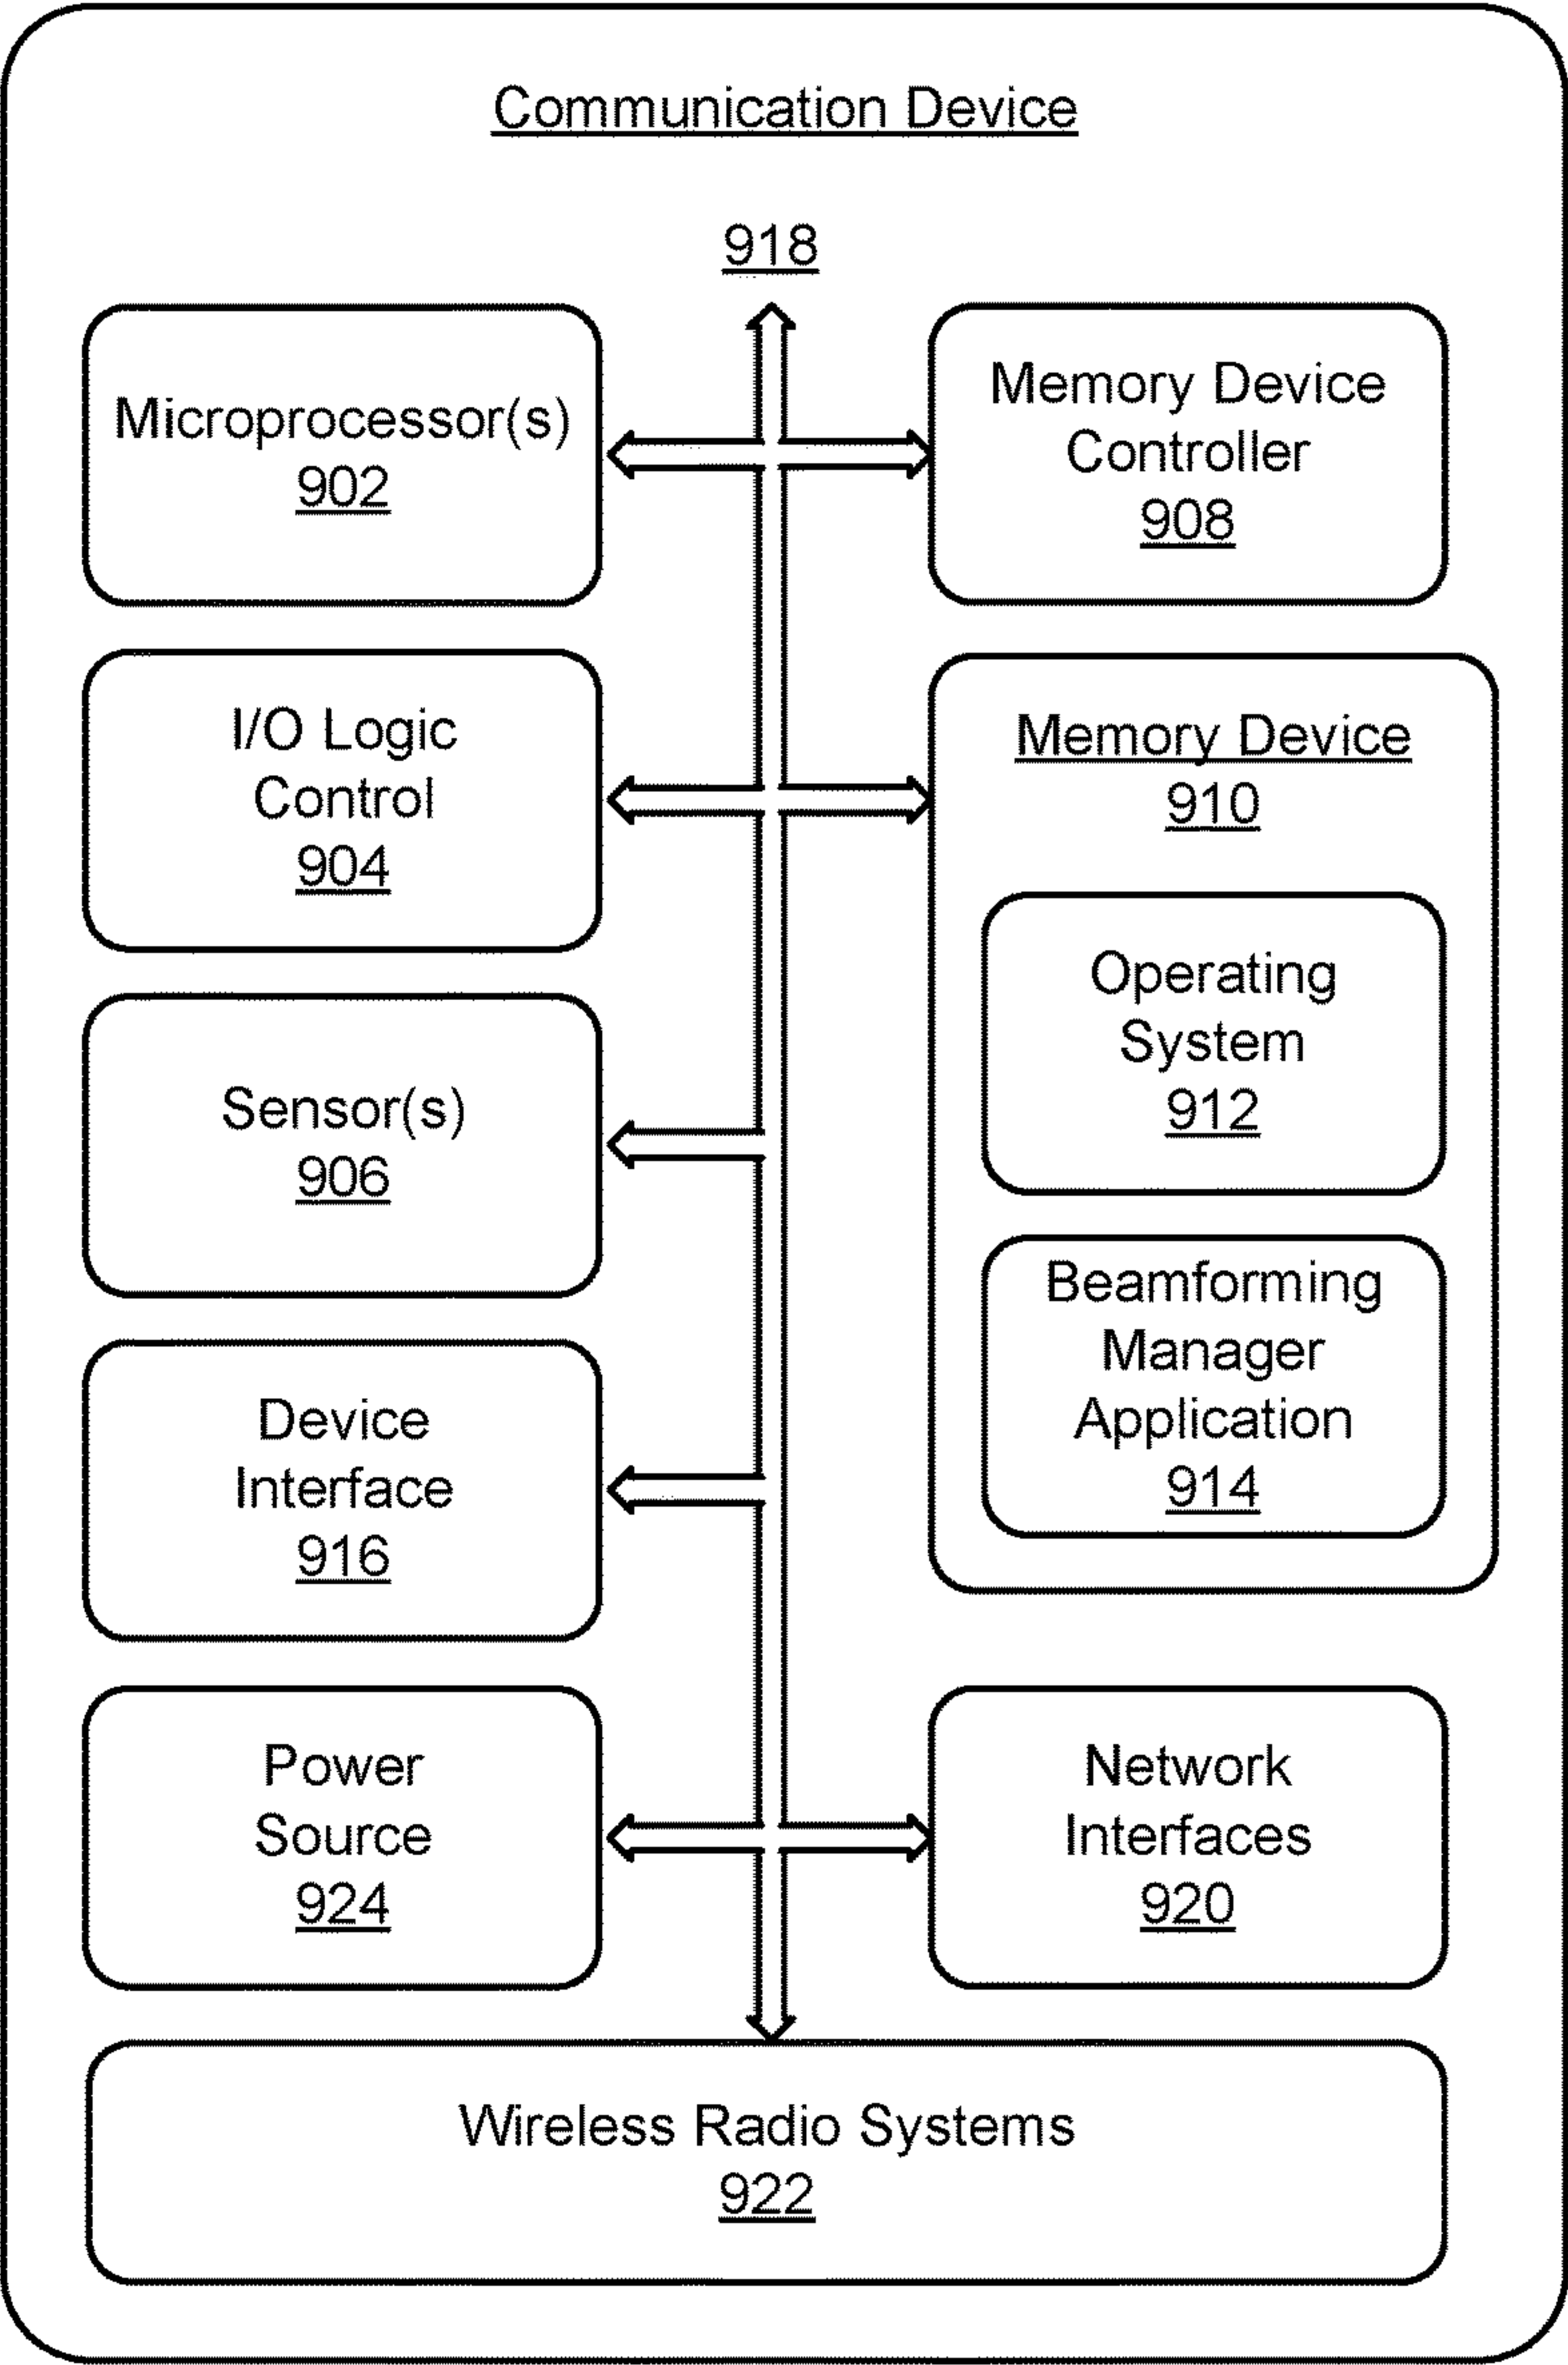 Communication Device
918
Microprocessor(s)
902
Memory Device
Controller
908
I/O Logic
Control
904
Memory Device
910
Operating
System
912
Sensor(s)
906
Beamforming
Manager
Application
914
Device
Interface
916
Power
Source
924
Network
Interfaces
920
Wireless Radio Systems
922